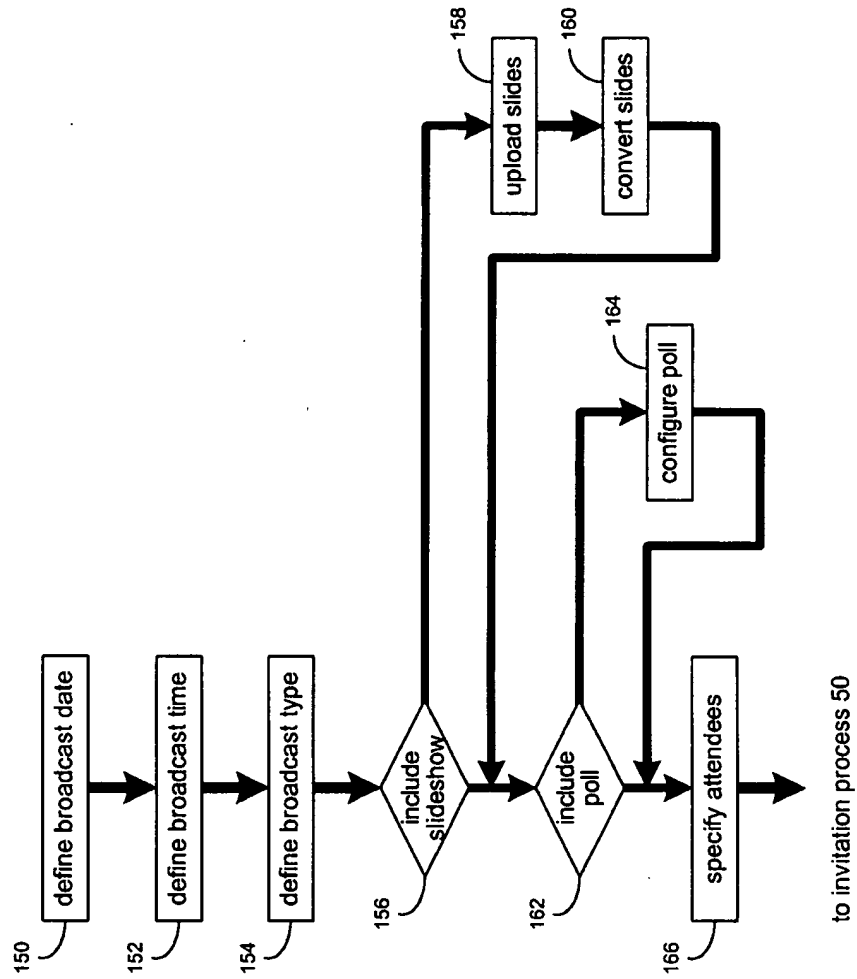 define broadcast date
150
define broadcast time
152
define broadcast type
154
include
slideshow
156
upload slides
158
convert slides
160
include
poll
162
configure poll
164
specify attendees
166
to invitation process 50